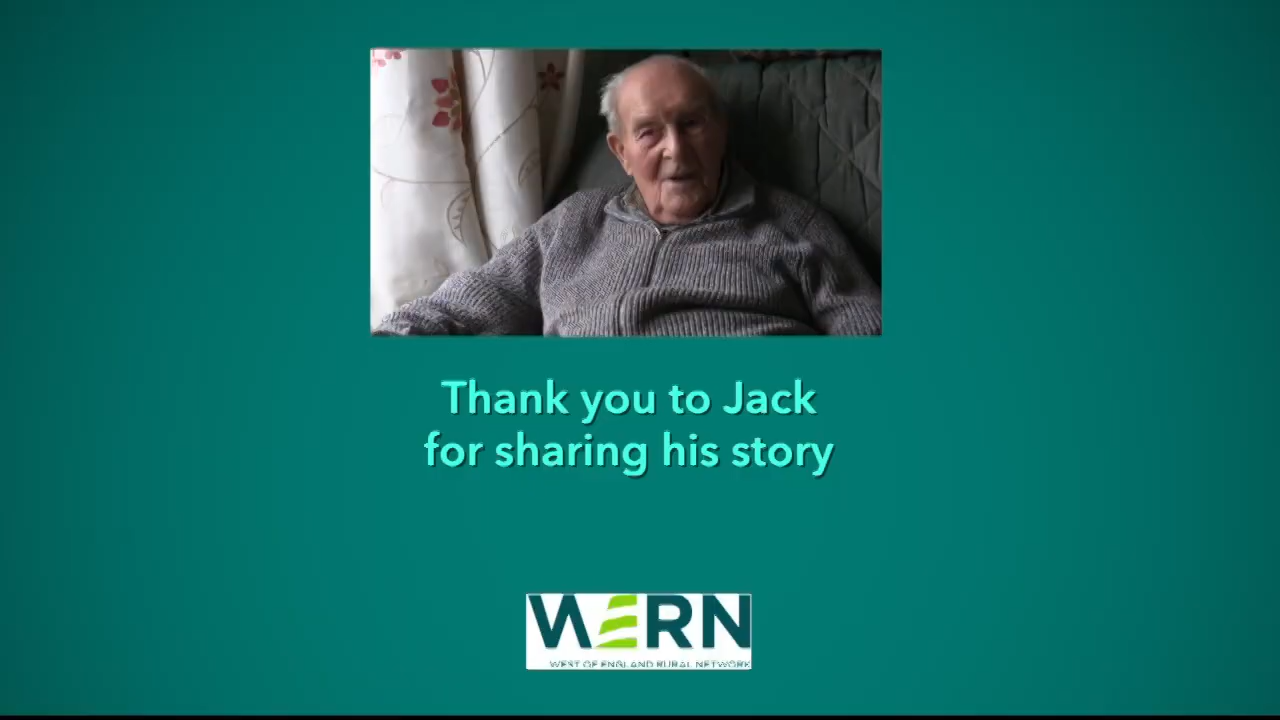 Thank you to Jack
for sharing his story
WERN
WEST OF ENGLAND RURAL NETWORK